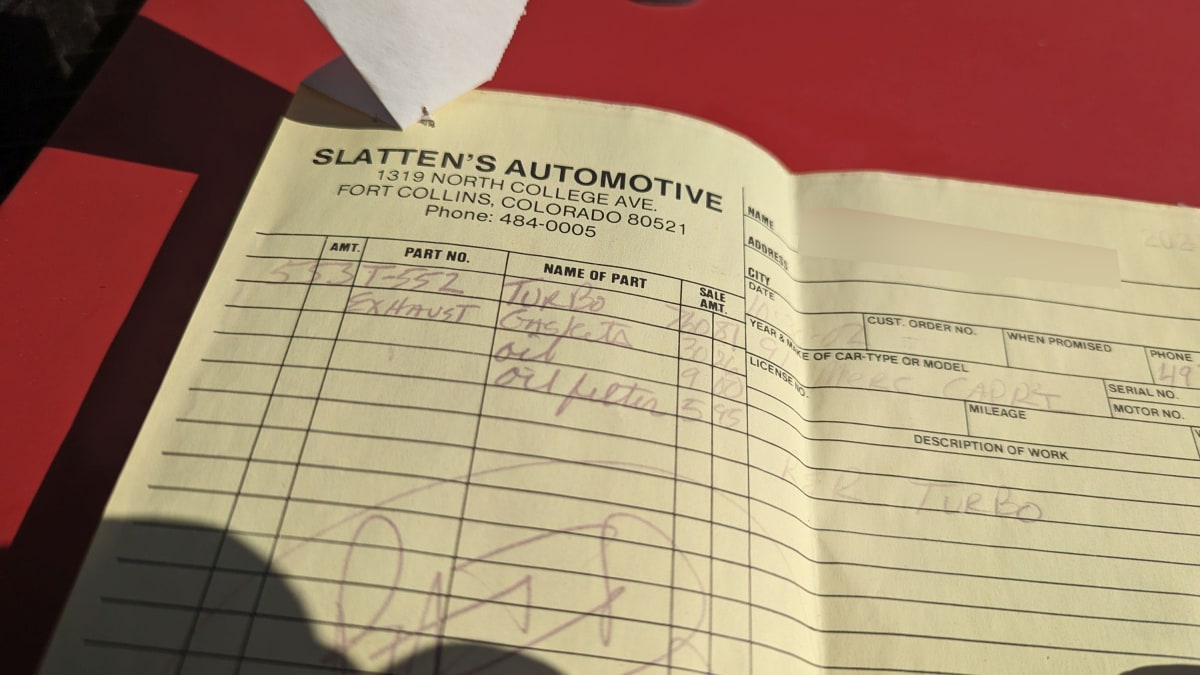 SLATTEN'S AUTOMOTIVE
1319 NORTH COLLEGE AVE.
FORT COLLINS, COLORADO 80521
Phone: 484-0005
AMT.
PART NO.
NAME OF PART
SALE AMT.
553 T-552 TURBO
EXHAUST Gaskets
oil 9
oil filter 5 95
NAME
ADDRESS
CITY
DATE
CUST. ORDER NO.
WHEN PROMISED
PHONE
49
YEAR & MAKE OF CAR-TYPE OR MODEL
MERC CAPRI
SERIAL NO.
LICENSE NO.
MILEAGE
MOTOR NO.
DESCRIPTION OF WORK
R & R TURBO